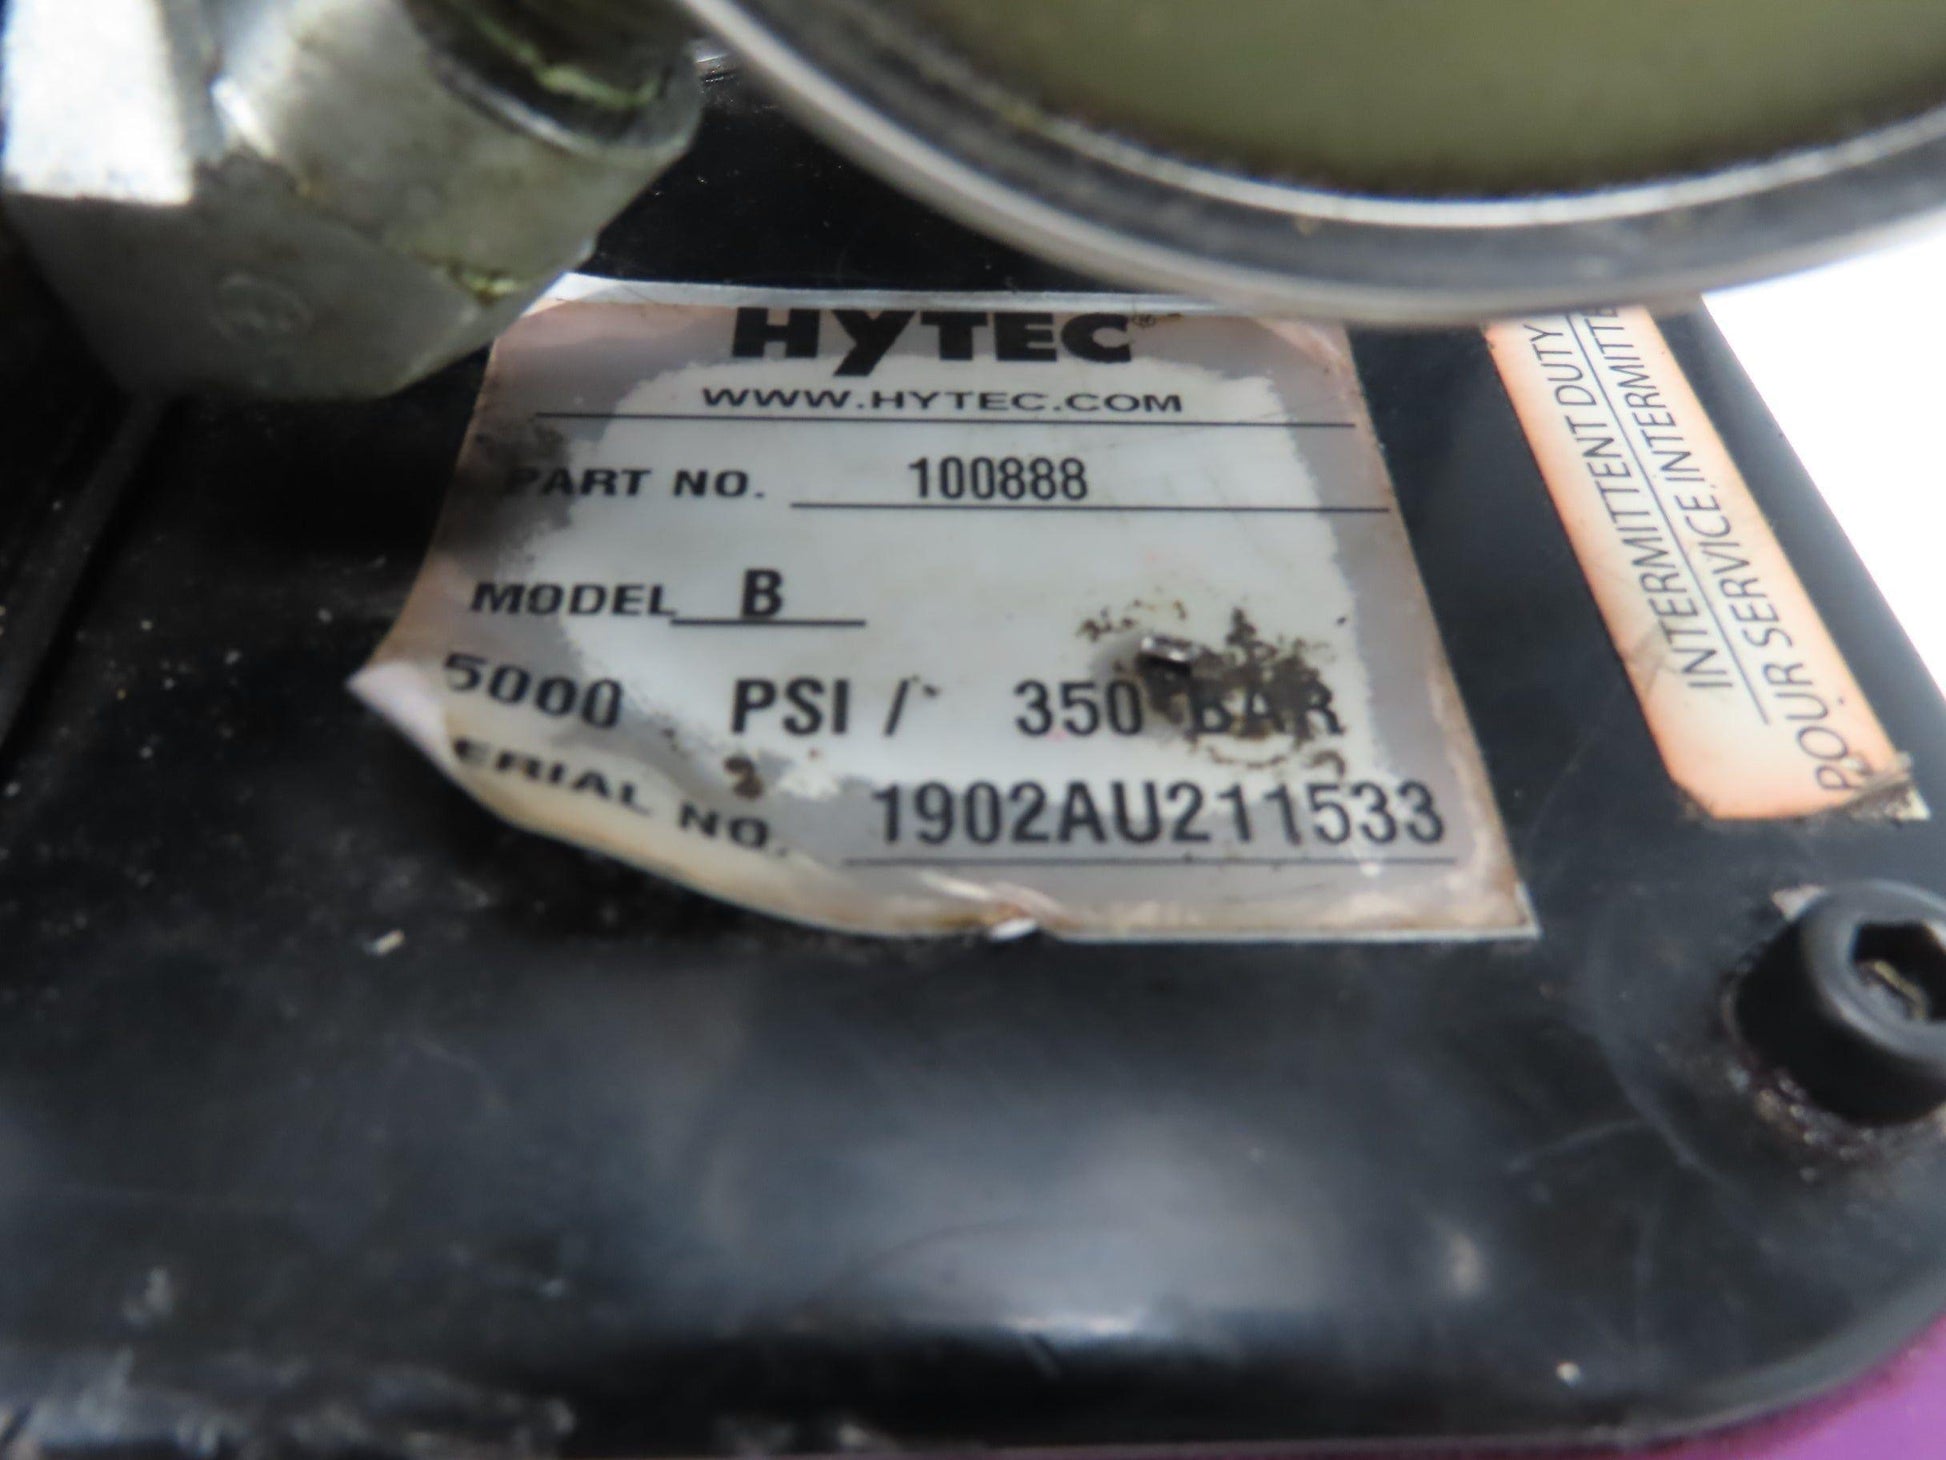 HYTEC®
WWW.HYTEC.COM
PART NO. 100888
MODEL B
5000 PSI / 350 BAR
ERIAL NO. 1902AU211533
INTERMITTENT DUTY
SERVICE INTERMITTE
POUR